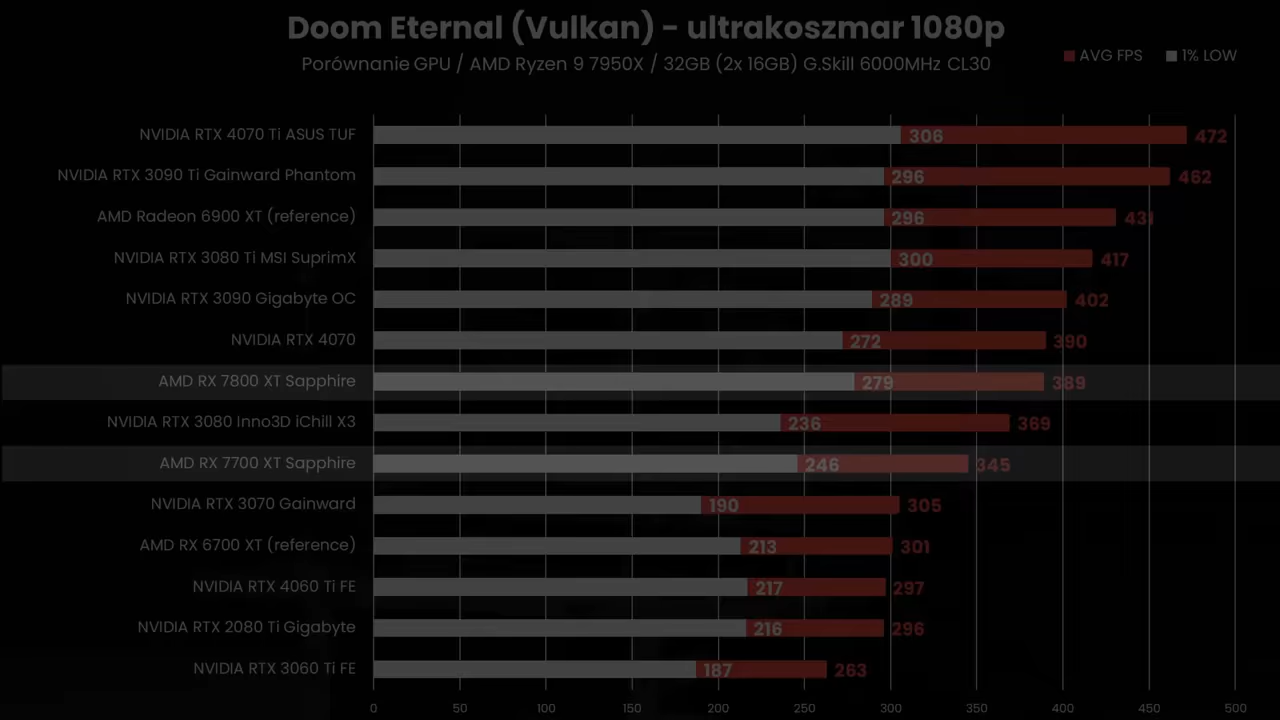 Doom Eternal (Vulkan) - ultrakoszmar 1080p
Porównanie GPU / AMD Ryzen 9 7950X / 32GB (2x 16GB) G.Skill 6000MHz CL30
AVG FPS 1% LOW
NVIDIA RTX 4070 Ti ASUS TUF 306 472
NVIDIA RTX 3090 Ti Gainward Phantom 296 462
AMD Radeon 6900 XT (reference) 296 431
NVIDIA RTX 3080 Ti MSI SuprimX 300 417
NVIDIA RTX 3090 Gigabyte OC 289 402
NVIDIA RTX 4070 272 390
AMD RX 7800 XT Sapphire 279 389
NVIDIA RTX 3080 Inno3D iChill X3 236 369
AMD RX 7700 XT Sapphire 246 345
NVIDIA RTX 3070 Gainward 190 305
AMD RX 6700 XT (reference) 213 301
NVIDIA RTX 4060 Ti FE 217 297
NVIDIA RTX 2080 Ti Gigabyte 216 296
NVIDIA RTX 3060 Ti FE 187 263
0 50 100 150 200 250 300 350 400 450 500